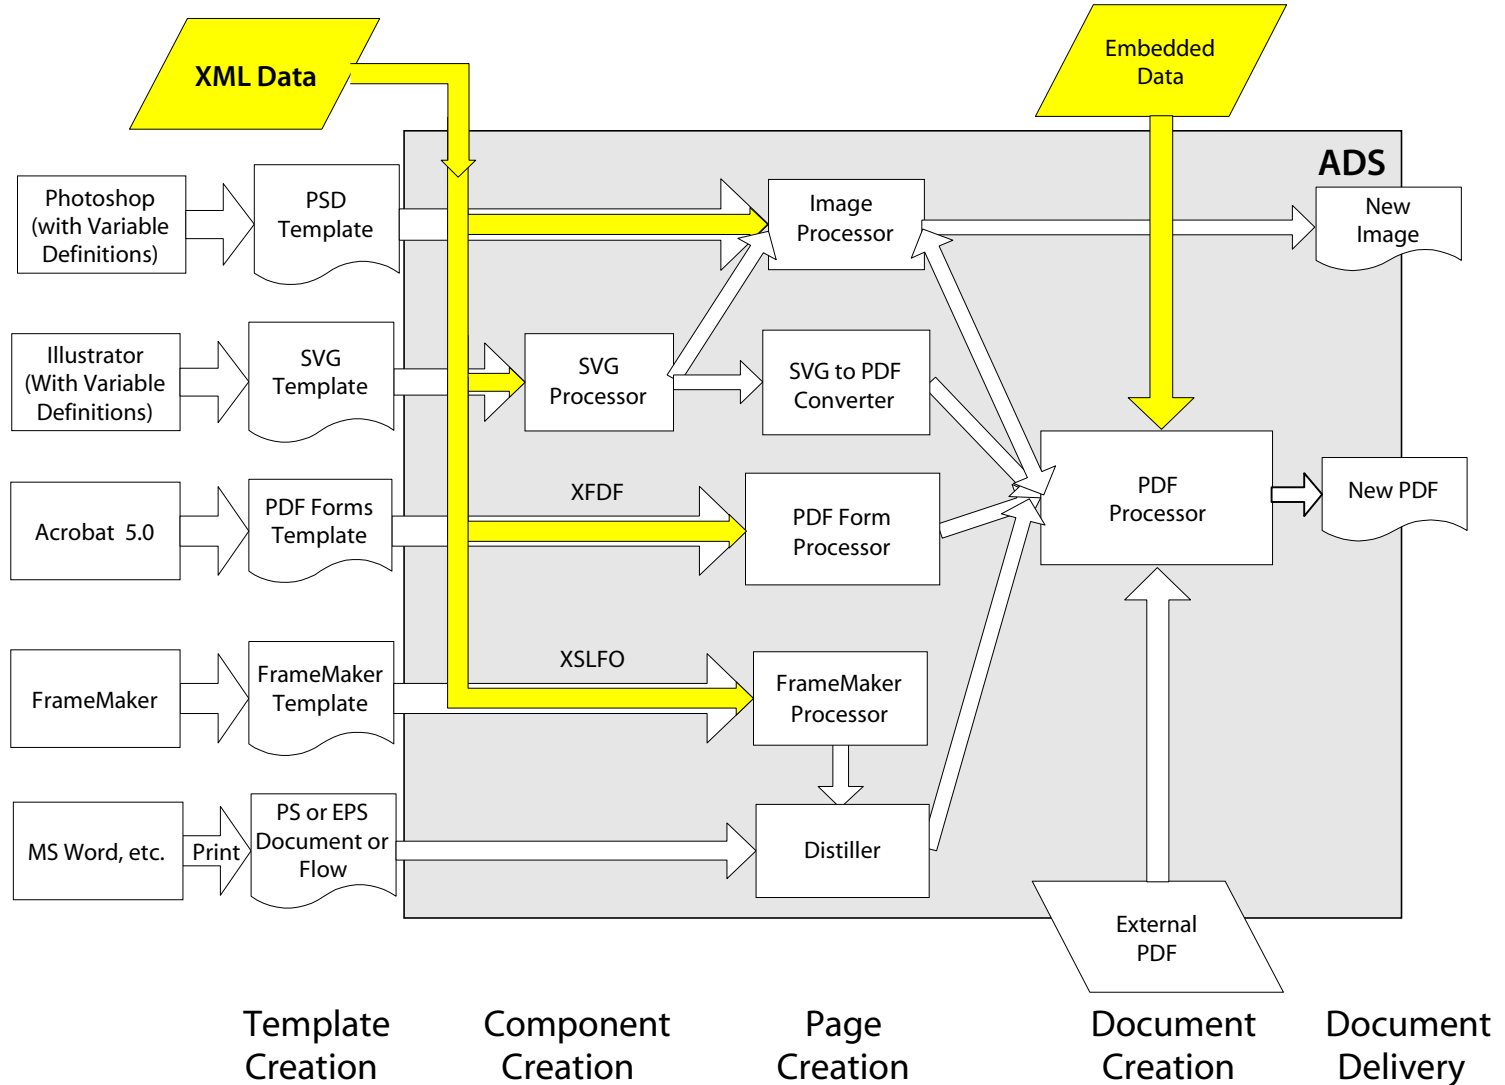 XML Data
Embedded
Data
ADS
Photoshop
(with Variable
Definitions)
PSD
Template
Image
Processor
New
Image
Illustrator
(With Variable
Definitions)
SVG
Template
SVG
Processor
SVG to PDF
Converter
Acrobat 5.0
PDF Forms
Template
XFDF
PDF Form
Processor
PDF
Processor
New PDF
FrameMaker
FrameMaker
Template
XSLFO
FrameMaker
Processor
MS Word, etc.
Print
PS or EPS
Document or
Flow
Distiller
External
PDF
Template
Creation
Component
Creation
Page
Creation
Document
Creation
Document
Delivery